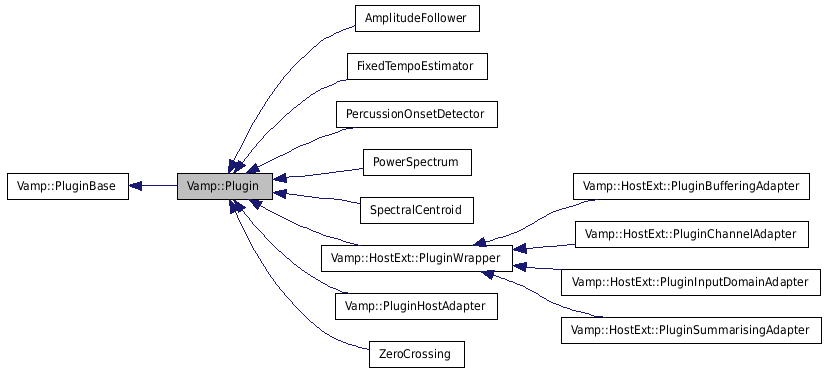 AmplitudeFollower
FixedTempoEstimator
PercussionOnsetDetector
PowerSpectrum
Vamp::PluginBase
Vamp::Plugin
SpectralCentroid
Vamp::HostExt::PluginWrapper
Vamp::PluginHostAdapter
ZeroCrossing
Vamp::HostExt::PluginBufferingAdapter
Vamp::HostExt::PluginChannelAdapter
Vamp::HostExt::PluginInputDomainAdapter
Vamp::HostExt::PluginSummarisingAdapter